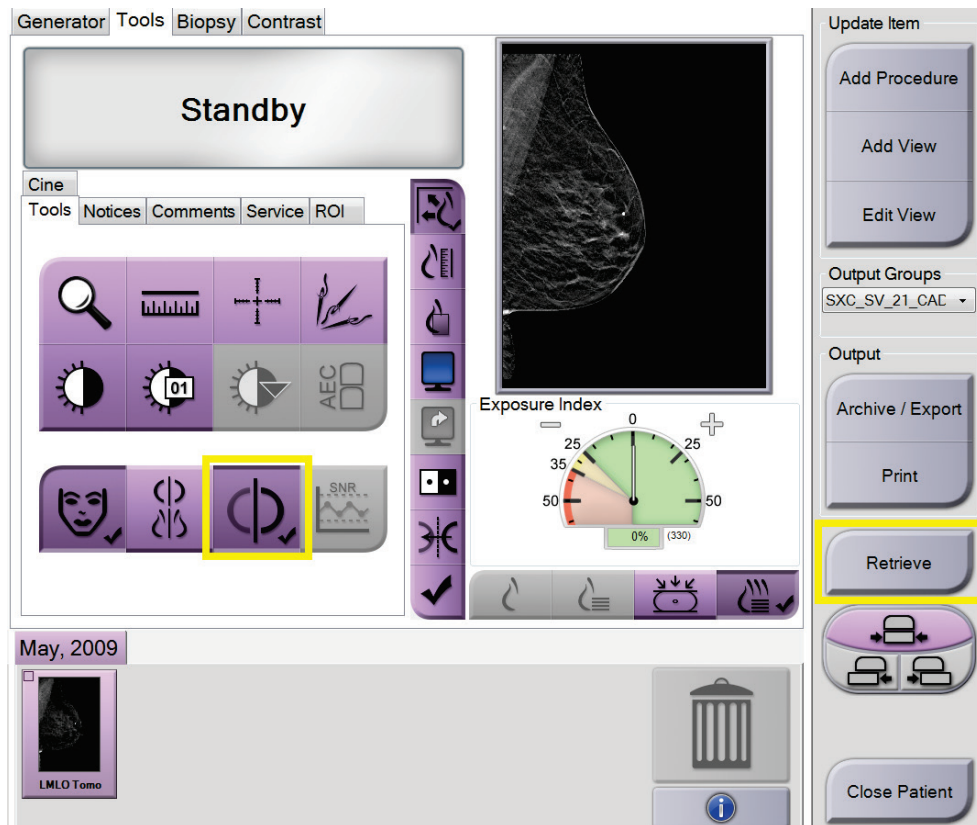 Generator Tools Biopsy Contrast
Standby
Cine
Tools Notices Comments Service ROI
01
AEC
SNR
Exposure Index
0
25 25
35
50 50
0% (330)
May, 2009
LMLO Tomo
Update Item
Add Procedure
Add View
Edit View
Output Groups
SXC_SV_21_CAD
Output
Archive / Export
Print
Retrieve
Close Patient